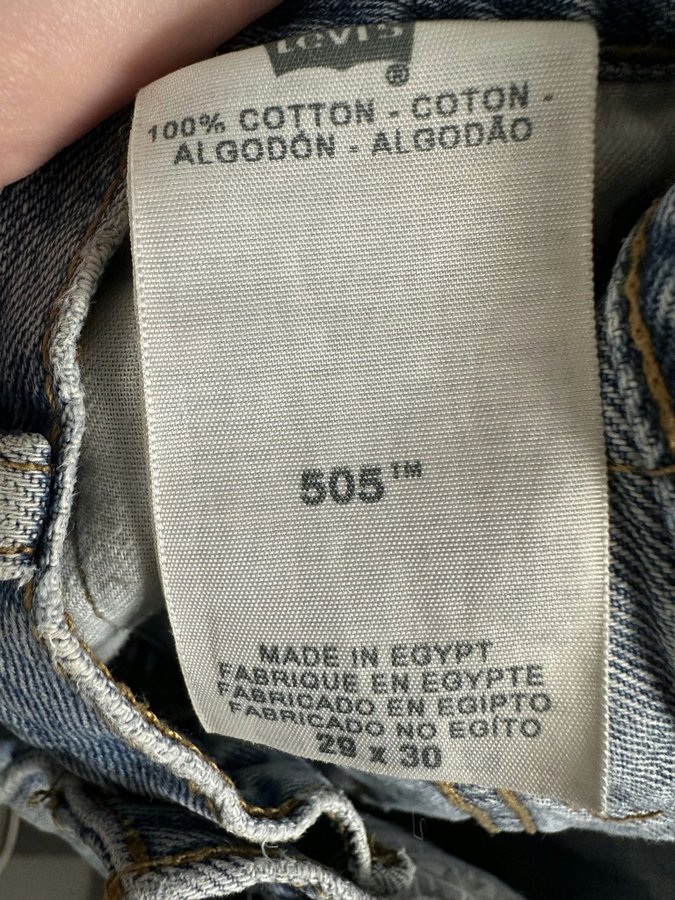 Levi's
®
100% COTTON - COTON -
ALGODÓN - ALGODÃO
505™
MADE IN EGYPT
FABRIQUE EN EGYPTE
FABRICADO EN EGIPTO
FABRICADO NO EGÍTO
29 x 30